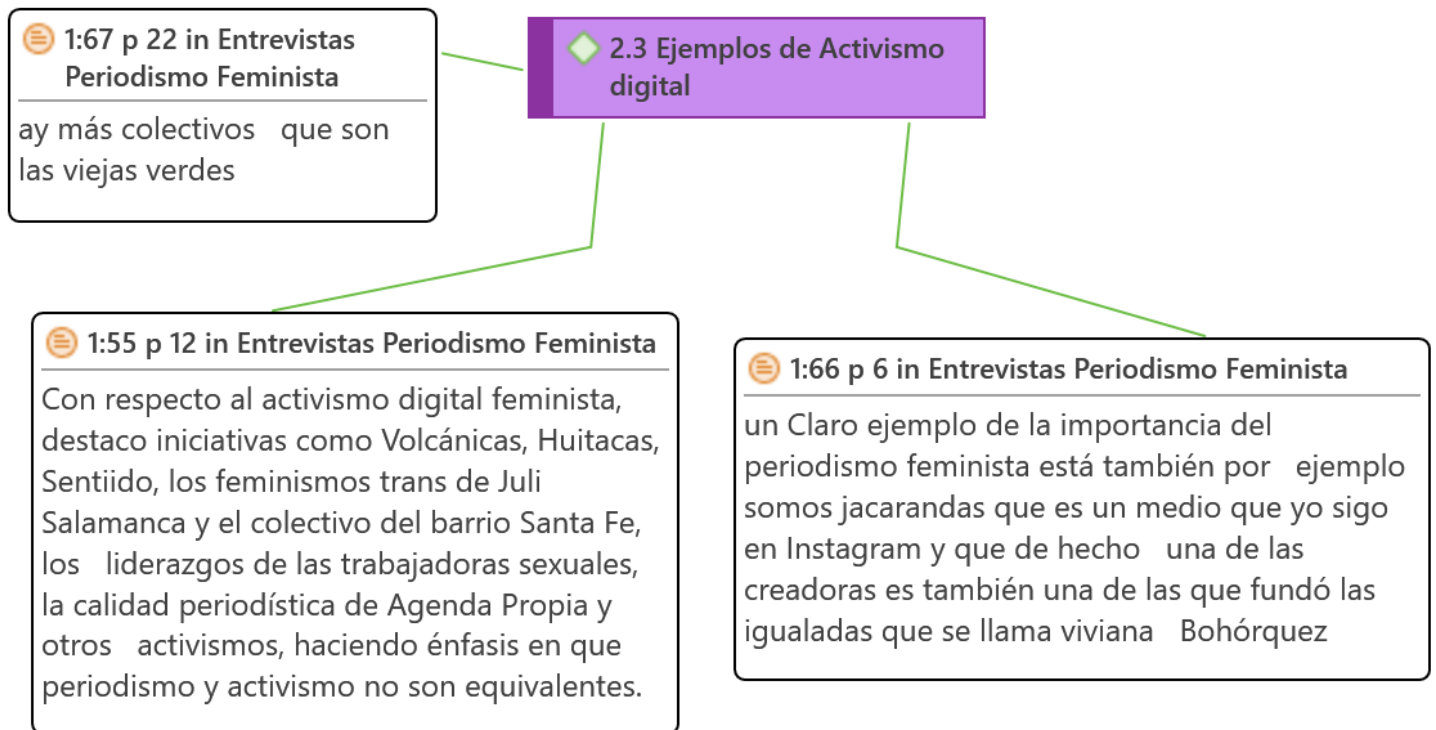 1:67 p 22 in Entrevistas
Periodismo Feminista
ay más colectivos   que son
las viejas verdes
2.3 Ejemplos de Activismo
digital
1:55 p 12 in Entrevistas Periodismo Feminista
Con respecto al activismo digital feminista,
destaco iniciativas como Volcánicas, Huitacas,
Sentiido, los feminismos trans de Juli
Salamanca y el colectivo del barrio Santa Fe,
los   liderazgos de las trabajadoras sexuales,
la calidad periodística de Agenda Propia y
otros   activismos, haciendo énfasis en que
periodismo y activismo no son equivalentes.
1:66 p 6 in Entrevistas Periodismo Feminista
un Claro ejemplo de la importancia del
periodismo feminista está también por   ejemplo
somos jacarandas que es un medio que yo sigo
en Instagram y que de hecho   una de las
creadoras es también una de las que fundó las
igualadas que se llama viviana   Bohórquez